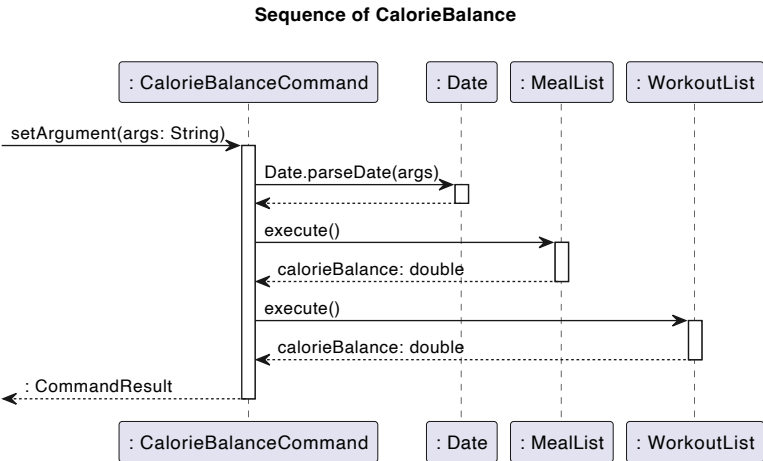 Sequence of CalorieBalance
: CalorieBalanceCommand
: Date
: MealList
: WorkoutList
setArgument(args: String)
Date.parseDate(args)
execute()
calorieBalance: double
execute()
calorieBalance: double
: CommandResult
: CalorieBalanceCommand
: Date
: MealList
: WorkoutList